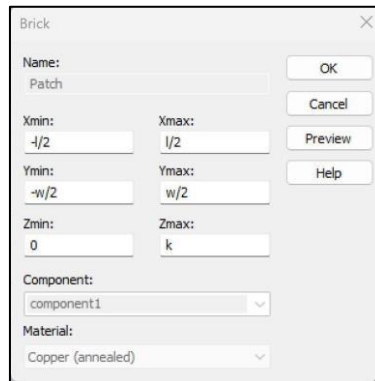 Brick
Name:
Patch
OK
Cancel
Xmin:
Xmax:
-l/2
l/2
Preview
Ymin:
Ymax:
Help
-w/2
w/2
Zmin:
Zmax:
0
k
Component:
component1
Material:
Copper (annealed)